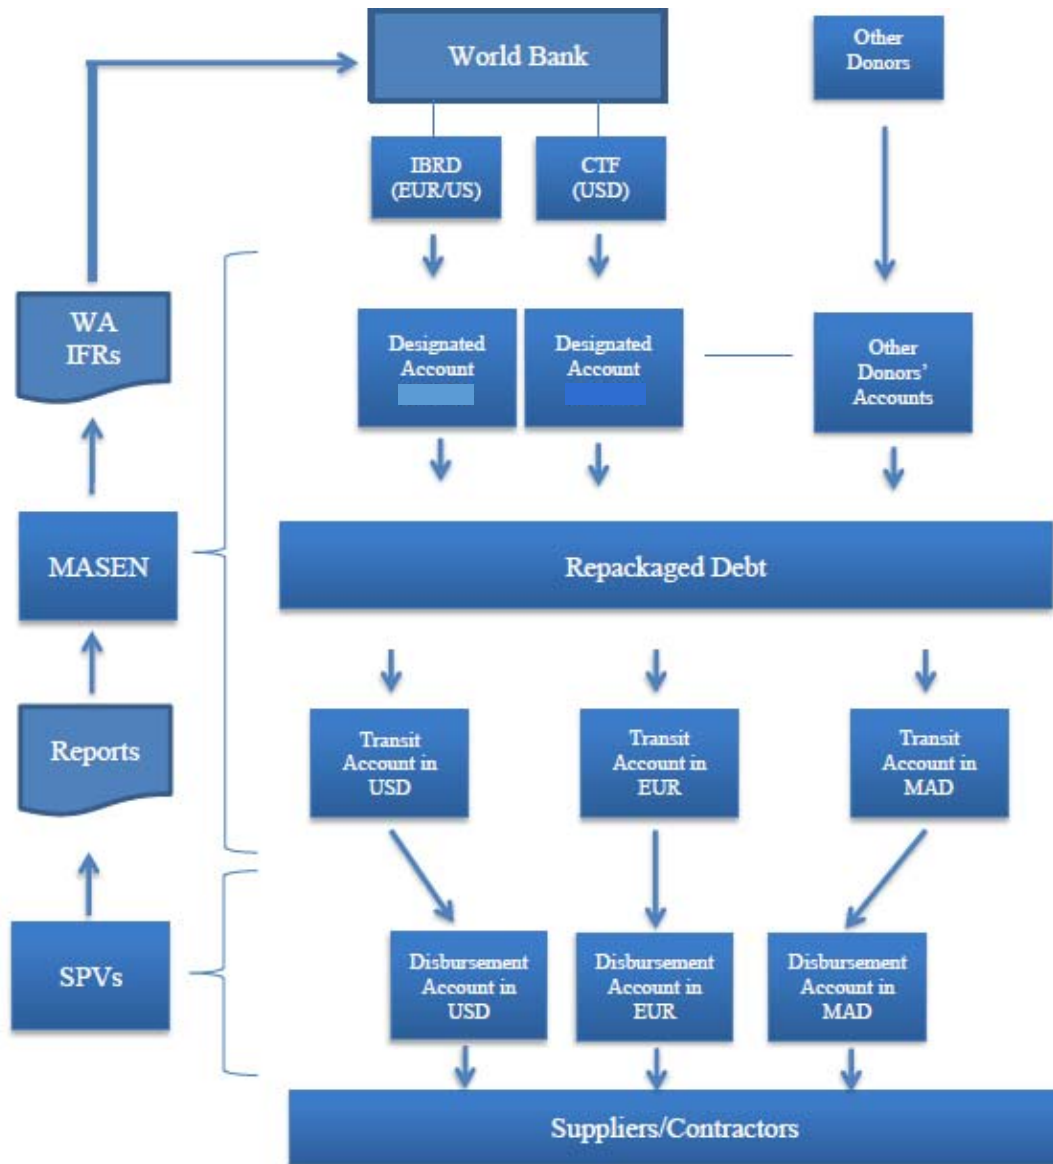 World Bank
Other
Donors
IBRD
(EUR/US)
CTF
(USD)
WA
IFRs
Designated
Account
Designated
Account
Other
Donors'
Accounts
MASEN
Repackaged Debt
Reports
Transit
Account in
USD
Transit
Account in
EUR
Transit
Account in
MAD
SPVs
Disbursement
Account in
USD
Disbursement
Account in
EUR
Disbursement
Account in
MAD
Suppliers/Contractors